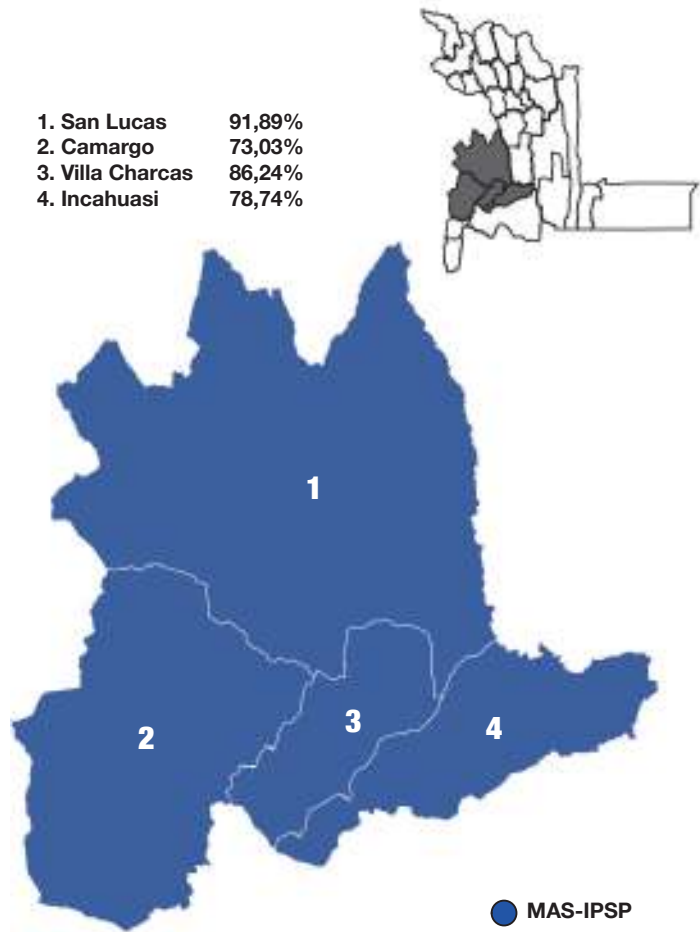 1. San Lucas 91,89%
2. Camargo 73,03%
3. Villa Charcas 86,24%
4. Incahuasi 78,74%
1
2
3
4
MAS-IPSP